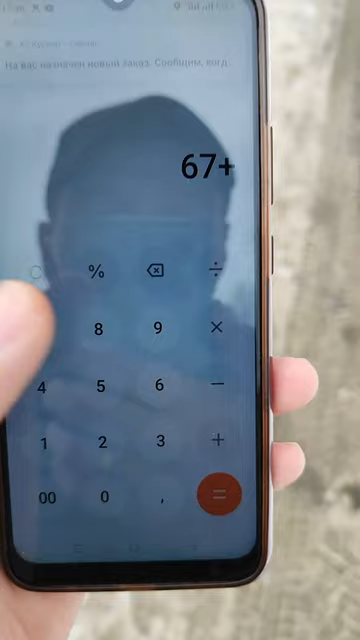 На вас назначен новый заказ. Сообщим, когд
67+
% ÷
8 9 ×
4 5 6 −
1 2 3 +
00 0 , =